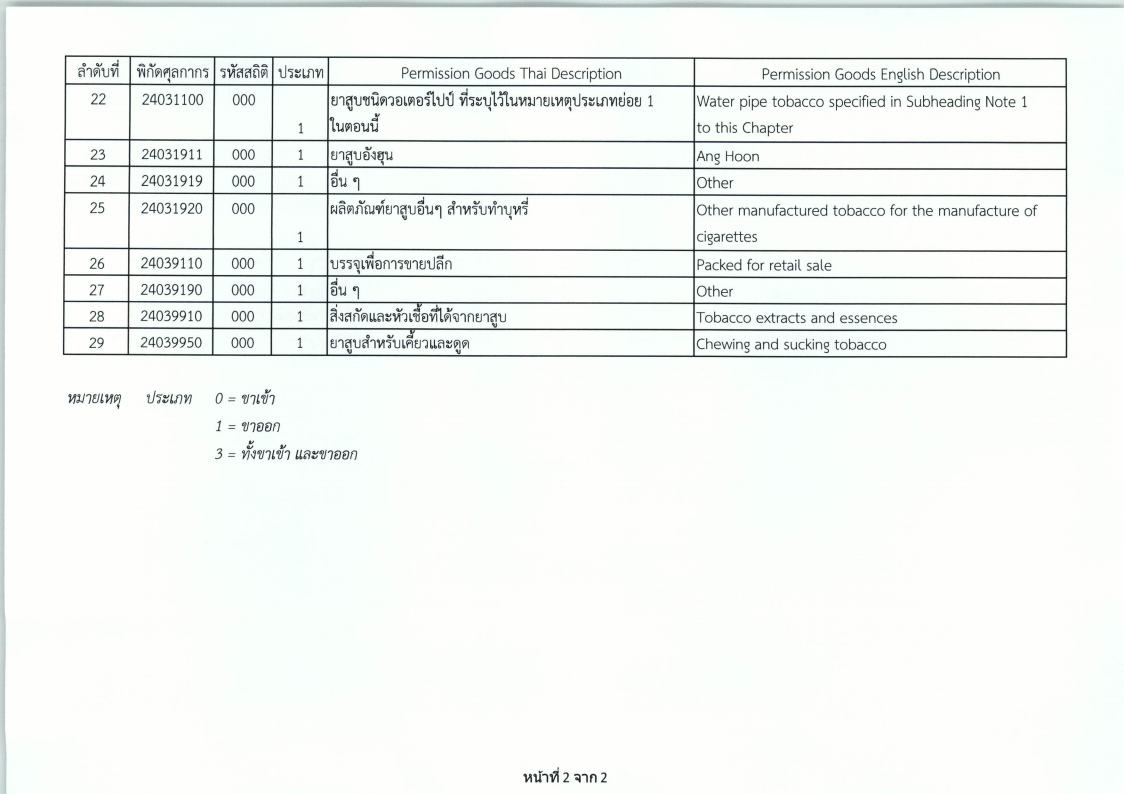 ลำดับที่ พิกัดศุลกากร รหัสสถิติ ประเภท Permission Goods Thai Description Permission Goods English Description
22 24031100 000 1 ยาสูบชนิดวอเตอร์ไปป์ ที่ระบุไว้ในหมายเหตุประเภทย่อย 1 Water pipe tobacco specified in Subheading Note 1
ในตอนนี้ to this Chapter
23 24031911 000 1 ยาสูบอังฮุน Ang Hoon
24 24031919 000 1 อื่น ๆ Other
25 24031920 000 1 ผลิตภัณฑ์ยาสูบอื่นๆ สำหรับทำบุหรี่ Other manufactured tobacco for the manufacture of
cigarettes
26 24039110 000 1 บรรจุเพื่อการขายปลีก Packed for retail sale
27 24039190 000 1 อื่น ๆ Other
28 24039910 000 1 สิ่งสกัดและหัวเชื้อที่ได้จากยาสูบ Tobacco extracts and essences
29 24039950 000 1 ยาสูบสำหรับเคี้ยวและดูด Chewing and sucking tobacco
หมายเหตุ ประเภท 0 = ขาเข้า
1 = ขาออก
3 = ทั้งขาเข้า และขาออก
หน้าที่ 2 จาก 2